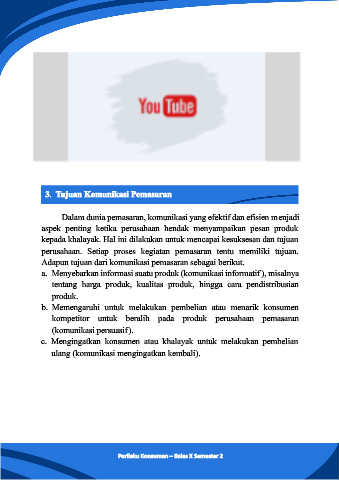 YouTube
3. Tujuan Komunikasi Pemasaran
Dalam dunia pemasaran, komunikasi yang efektif dan efisien menjadi
aspek penting ketika perusahaan hendak menyampaikan pesan produk
kepada khalayak. Hal ini dilakukan untuk mencapai kesuksesan dan tujuan
perusahaan. Setiap proses kegiatan pemasaran tentu memiliki tujuan.
Adapun tujuan dari komunikasi pemasaran sebagai berikut.
a. Menyebarkan informasi suatu produk (komunikasi informatif), misalnya
tentang harga produk, kualitas produk, hingga cara pendistribusian
produk.
b. Memengaruhi untuk melakukan pembelian atau menarik konsumen
kompetitor untuk beralih pada produk perusahaan pemasaran
(komunikasi persuasif).
c. Mengingatkan konsumen atau khalayak untuk melakukan pembelian
ulang (komunikasi mengingatkan kembali).
Perilaku Konsumen – Kelas X Semester 2